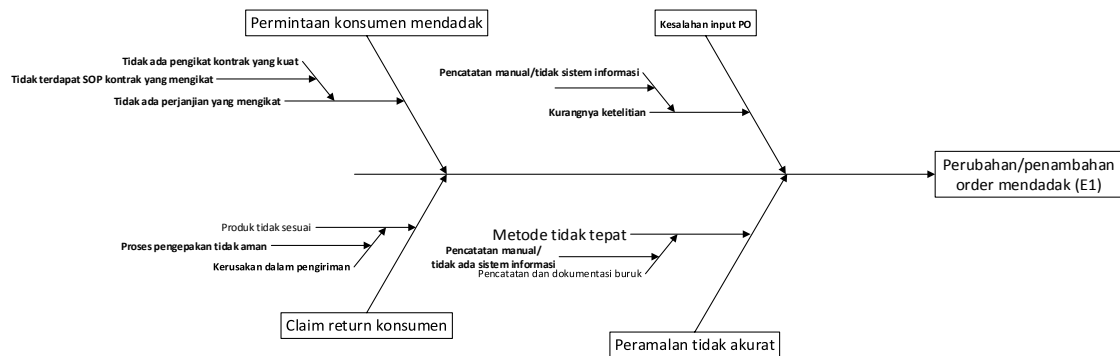 Permintaan konsumen mendadak
Kesalahan input PO
Tidak ada pengikat kontrak yang kuat
Tidak terdapat SOP kontrak yang mengikat
Tidak ada perjanjian yang mengikat
Pencatatan manual/tidak sistem informasi
Kurangnya ketelitian
Perubahan/penambahan
order mendadak (E1)
Produk tidak sesuai
Proses pengepakan tidak aman
Kerusakan dalam pengiriman
Metode tidak tepat
Pencatatan manual/
tidak ada sistem informasi
Pencatatan dan dokumentasi buruk
Claim return konsumen
Peramalan tidak akurat